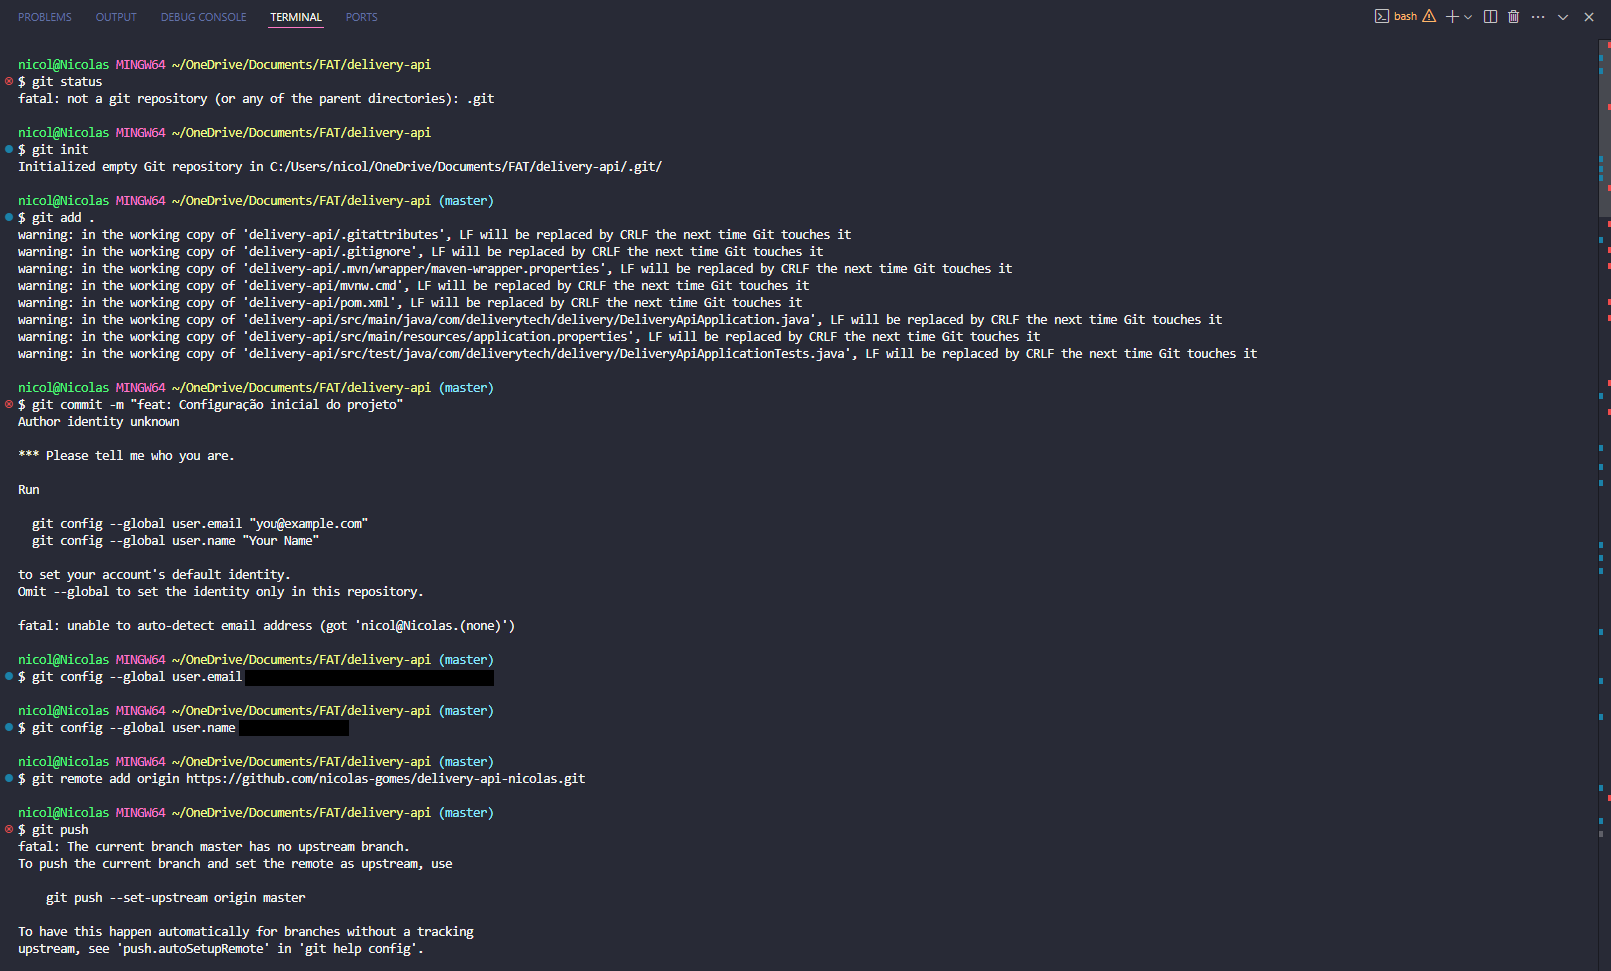 PROBLEMS OUTPUT DEBUG CONSOLE TERMINAL PORTS bash
nicol@Nicolas MINGW64 ~/OneDrive/Documents/FAT/delivery-api
$ git status
fatal: not a git repository (or any of the parent directories): .git
nicol@Nicolas MINGW64 ~/OneDrive/Documents/FAT/delivery-api
$ git init
Initialized empty Git repository in C:/Users/nicol/OneDrive/Documents/FAT/delivery-api/.git/
nicol@Nicolas MINGW64 ~/OneDrive/Documents/FAT/delivery-api (master)
$ git add .
warning: in the working copy of 'delivery-api/.gitattributes', LF will be replaced by CRLF the next time Git touches it
warning: in the working copy of 'delivery-api/.gitignore', LF will be replaced by CRLF the next time Git touches it
warning: in the working copy of 'delivery-api/.mvn/wrapper/maven-wrapper.properties', LF will be replaced by CRLF the next time Git touches it
warning: in the working copy of 'delivery-api/mvnw.cmd', LF will be replaced by CRLF the next time Git touches it
warning: in the working copy of 'delivery-api/pom.xml', LF will be replaced by CRLF the next time Git touches it
warning: in the working copy of 'delivery-api/src/main/java/com/deliverytech/delivery/DeliveryApiApplication.java', LF will be replaced by CRLF the next time Git touches it
warning: in the working copy of 'delivery-api/src/main/resources/application.properties', LF will be replaced by CRLF the next time Git touches it
warning: in the working copy of 'delivery-api/src/test/java/com/deliverytech/delivery/DeliveryApiApplicationTests.java', LF will be replaced by CRLF the next time Git touches it
nicol@Nicolas MINGW64 ~/OneDrive/Documents/FAT/delivery-api (master)
$ git commit -m "feat: Configuração inicial do projeto"
Author identity unknown
*** Please tell me who you are.
Run
git config --global user.email "you@example.com"
git config --global user.name "Your Name"
to set your account's default identity.
Omit --global to set the identity only in this repository.
fatal: unable to auto-detect email address (got 'nicol@Nicolas.(none)')
nicol@Nicolas MINGW64 ~/OneDrive/Documents/FAT/delivery-api (master)
$ git config --global user.email
nicol@Nicolas MINGW64 ~/OneDrive/Documents/FAT/delivery-api (master)
$ git config --global user.name
nicol@Nicolas MINGW64 ~/OneDrive/Documents/FAT/delivery-api (master)
$ git remote add origin https://github.com/nicolas-gomes/delivery-api-nicolas.git
nicol@Nicolas MINGW64 ~/OneDrive/Documents/FAT/delivery-api (master)
$ git push
fatal: The current branch master has no upstream branch.
To push the current branch and set the remote as upstream, use
git push --set-upstream origin master
To have this happen automatically for branches without a tracking
upstream, see 'push.autoSetupRemote' in 'git help config'.